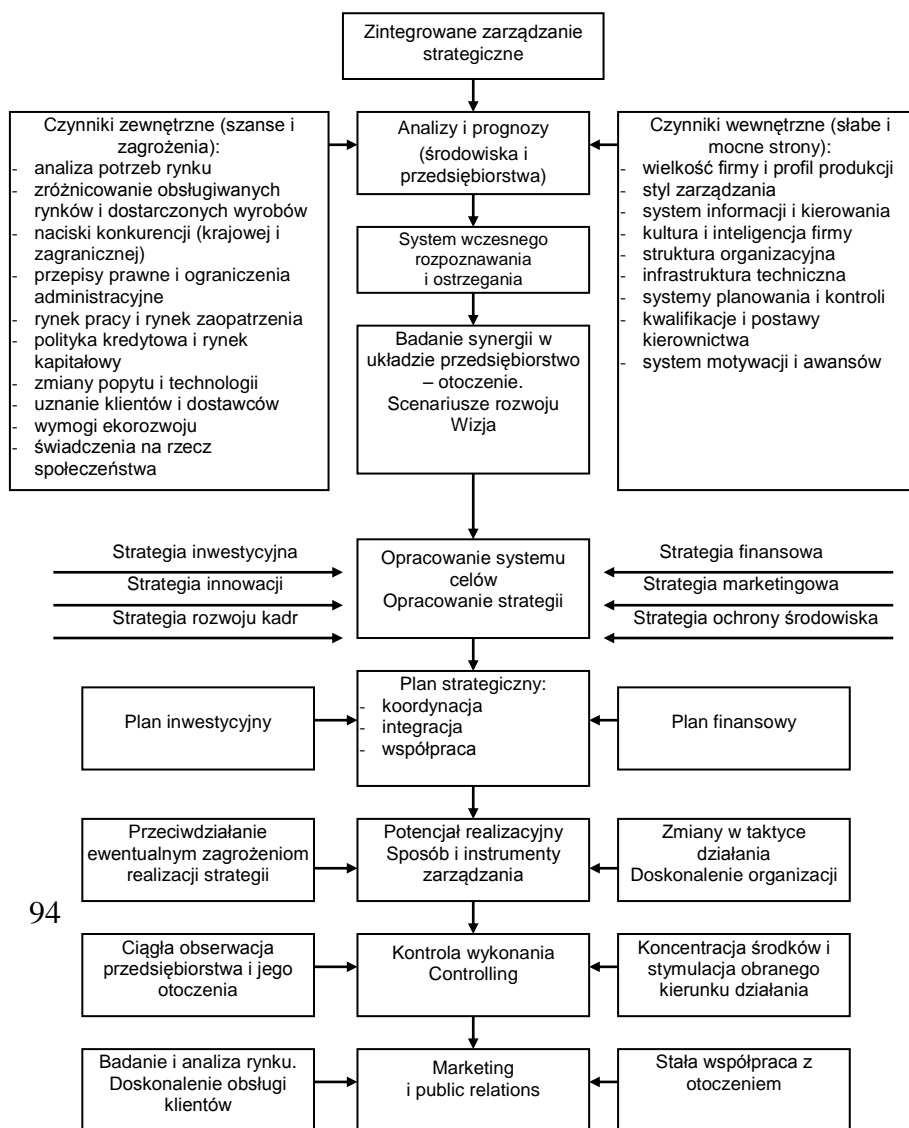 Zintegrowane zarządzanie
strategiczne
Czynniki zewnętrzne (szanse i
zagrożenia):
- analiza potrzeb rynku
- zróżnicowanie obsługiwanych
rynków i dostarczonych wyrobów
- naciski konkurencji (krajowej i
zagranicznej)
- przepisy prawne i ograniczenia
administracyjne
- rynek pracy i rynek zaopatrzenia
- polityka kredytowa i rynek
kapitałowy
- zmiany popytu i technologii
- uznanie klientów i dostawców
- wymogi ekorozwoju
- świadczenia na rzecz
społeczeństwa
Analizy i prognozy
(środowiska i
przedsiębiorstwa)
Czynniki wewnętrzne (słabe i
mocne strony):
- wielkość firmy i profil produkcji
- styl zarządzania
- system informacji i kierowania
- kultura i inteligencja firmy
- struktura organizacyjna
- infrastruktura techniczna
- systemy planowania i kontroli
- kwalifikacje i postawy
kierownictwa
- system motywacji i awansów
System wczesnego
rozpoznawania
i ostrzegania
Badanie synergii w
układzie przedsiębiorstwo
– otoczenie.
Scenariusze rozwoju
Wizja
Strategia inwestycyjna
Strategia innowacji
Strategia rozwoju kadr
Opracowanie systemu
celów
Opracowanie strategii
Strategia finansowa
Strategia marketingowa
Strategia ochrony środowiska
Plan inwestycyjny
Plan strategiczny:
- koordynacja
- integracja
- współpraca
Plan finansowy
Przeciwdziałanie
ewentualnym zagrożeniom
realizacji strategii
Potencjał realizacyjny
Sposób i instrumenty
zarządzania
Zmiany w taktyce
działania
Doskonalenie organizacji
94
Ciągła obserwacja
przedsiębiorstwa i jego
otoczenia
Kontrola wykonania
Controlling
Koncentracja środków i
stymulacja obranego
kierunku działania
Badanie i analiza rynku.
Doskonalenie obsługi
klientów
Marketing
i public relations
Stała współpraca z
otoczeniem